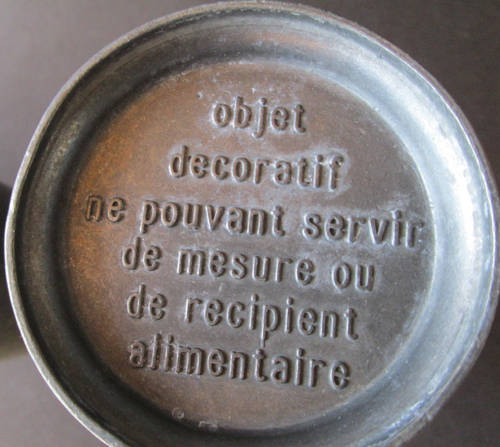 objet
decoratif
ne pouvant servir
de mesure ou
de recipient
alimentaire